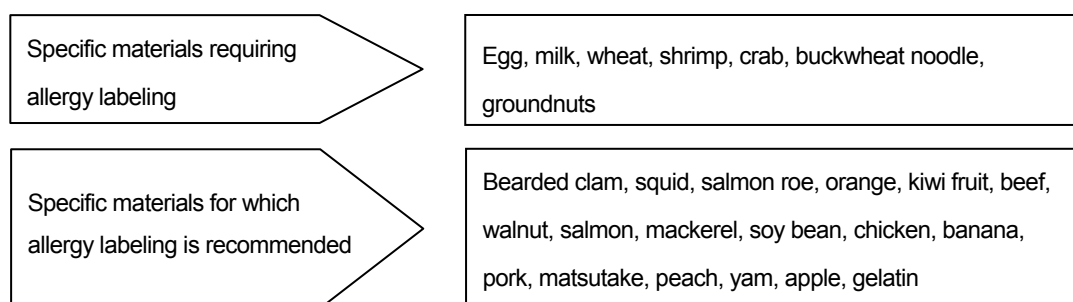 Specific materials requiring
allergy labeling
Egg, milk, wheat, shrimp, crab, buckwheat noodle,
groundnuts
Specific materials for which
allergy labeling is recommended
Bearded clam, squid, salmon roe, orange, kiwi fruit, beef,
walnut, salmon, mackerel, soy bean, chicken, banana,
pork, matsutake, peach, yam, apple, gelatin